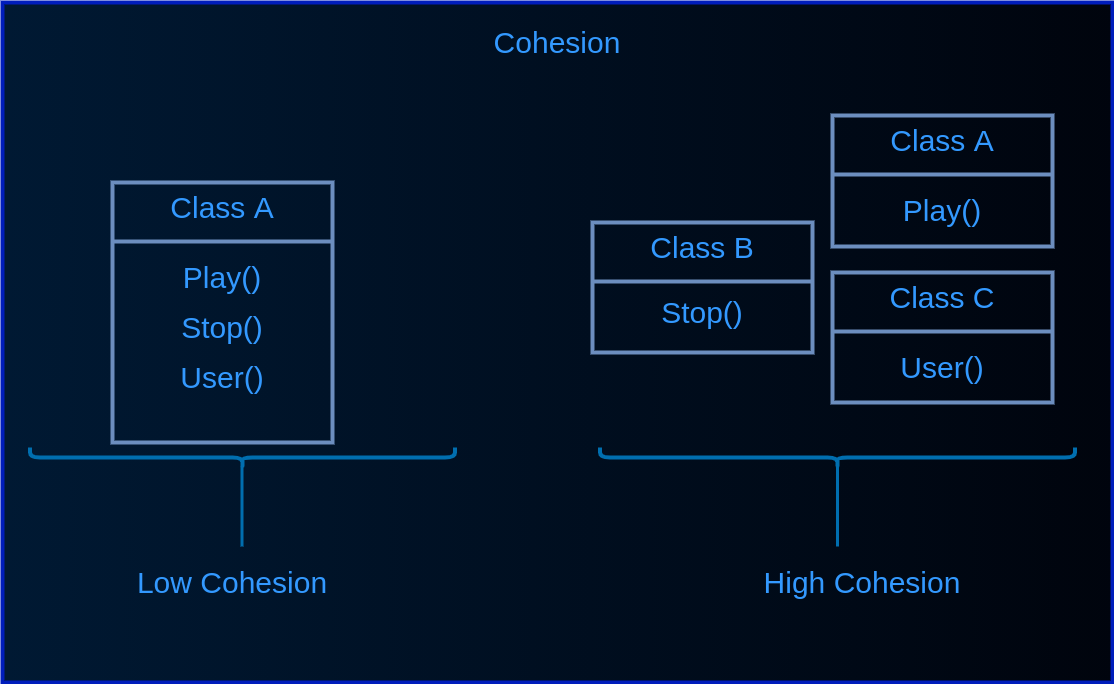 Cohesion
Class A
Play()
Stop()
User()
Class B
Stop()
Class A
Play()
Class C
User()
Low Cohesion
High Cohesion